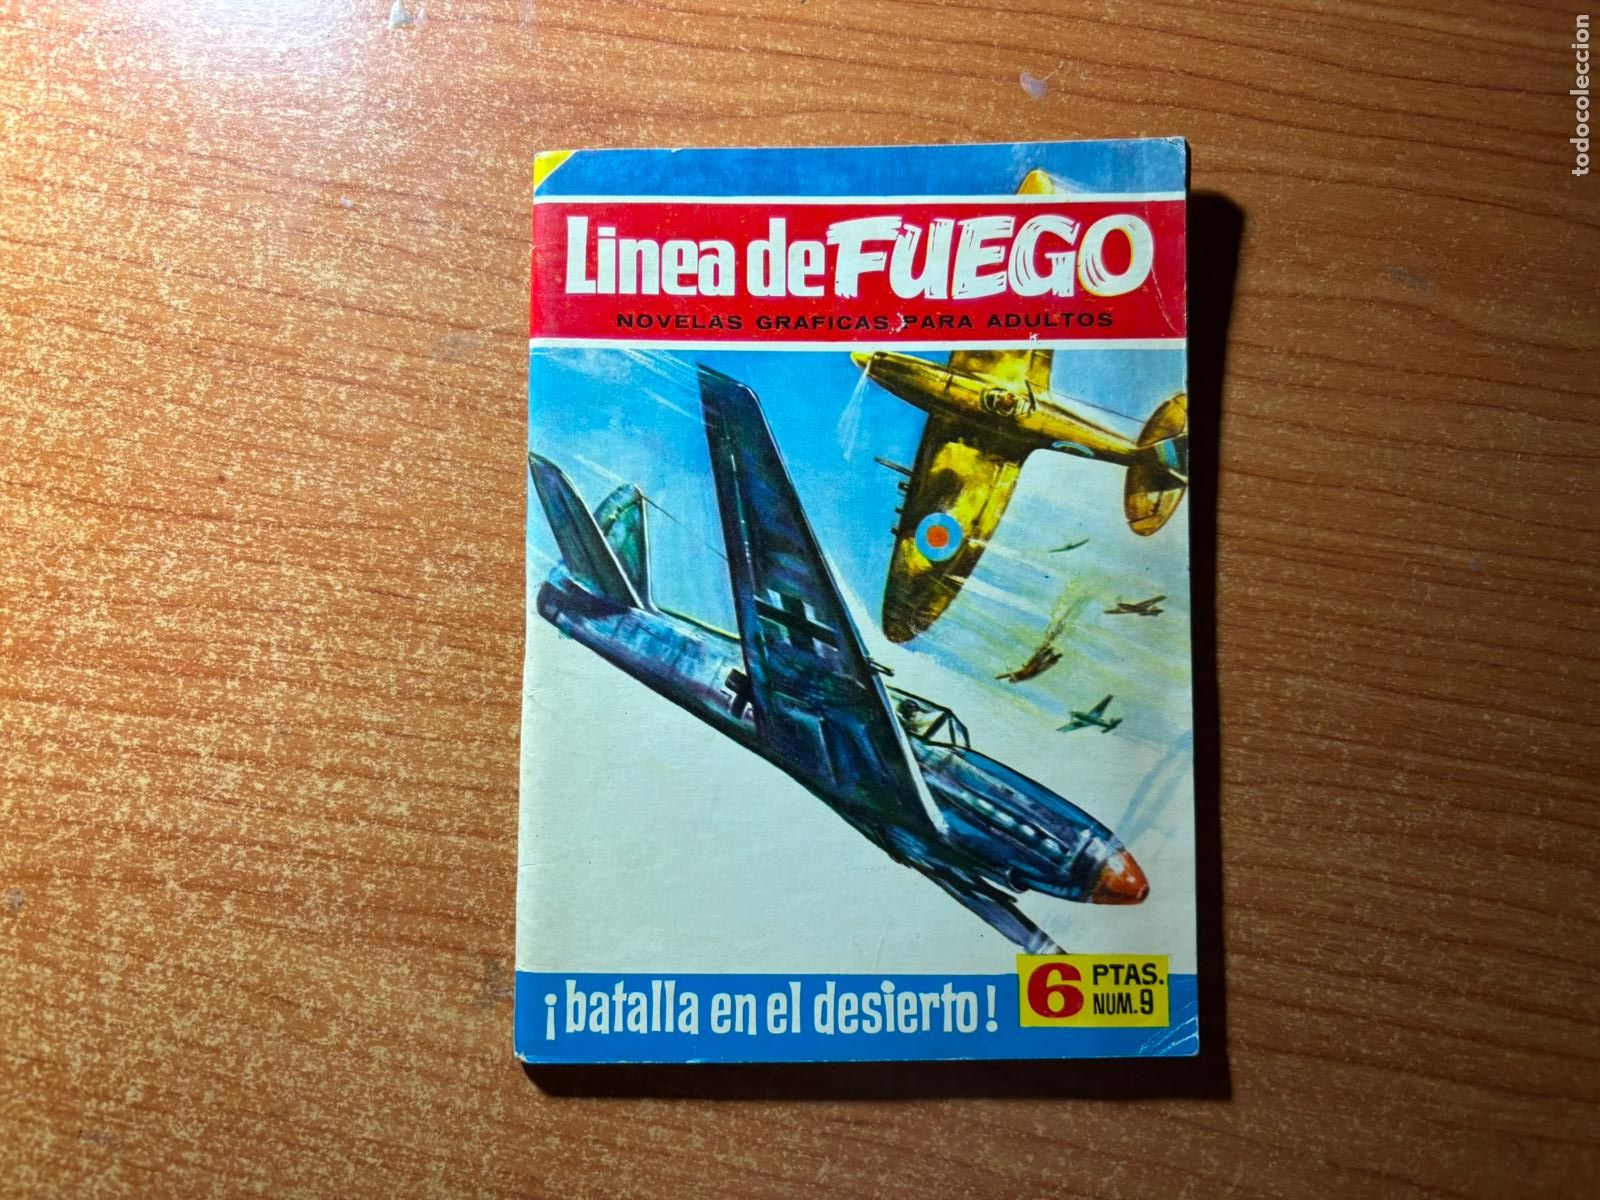 Linea de FUEGO
NOVELAS GRAFICAS PARA ADULTOS
¡batalla en el desierto!
6 PTAS.
NUM.9
todocoleccion